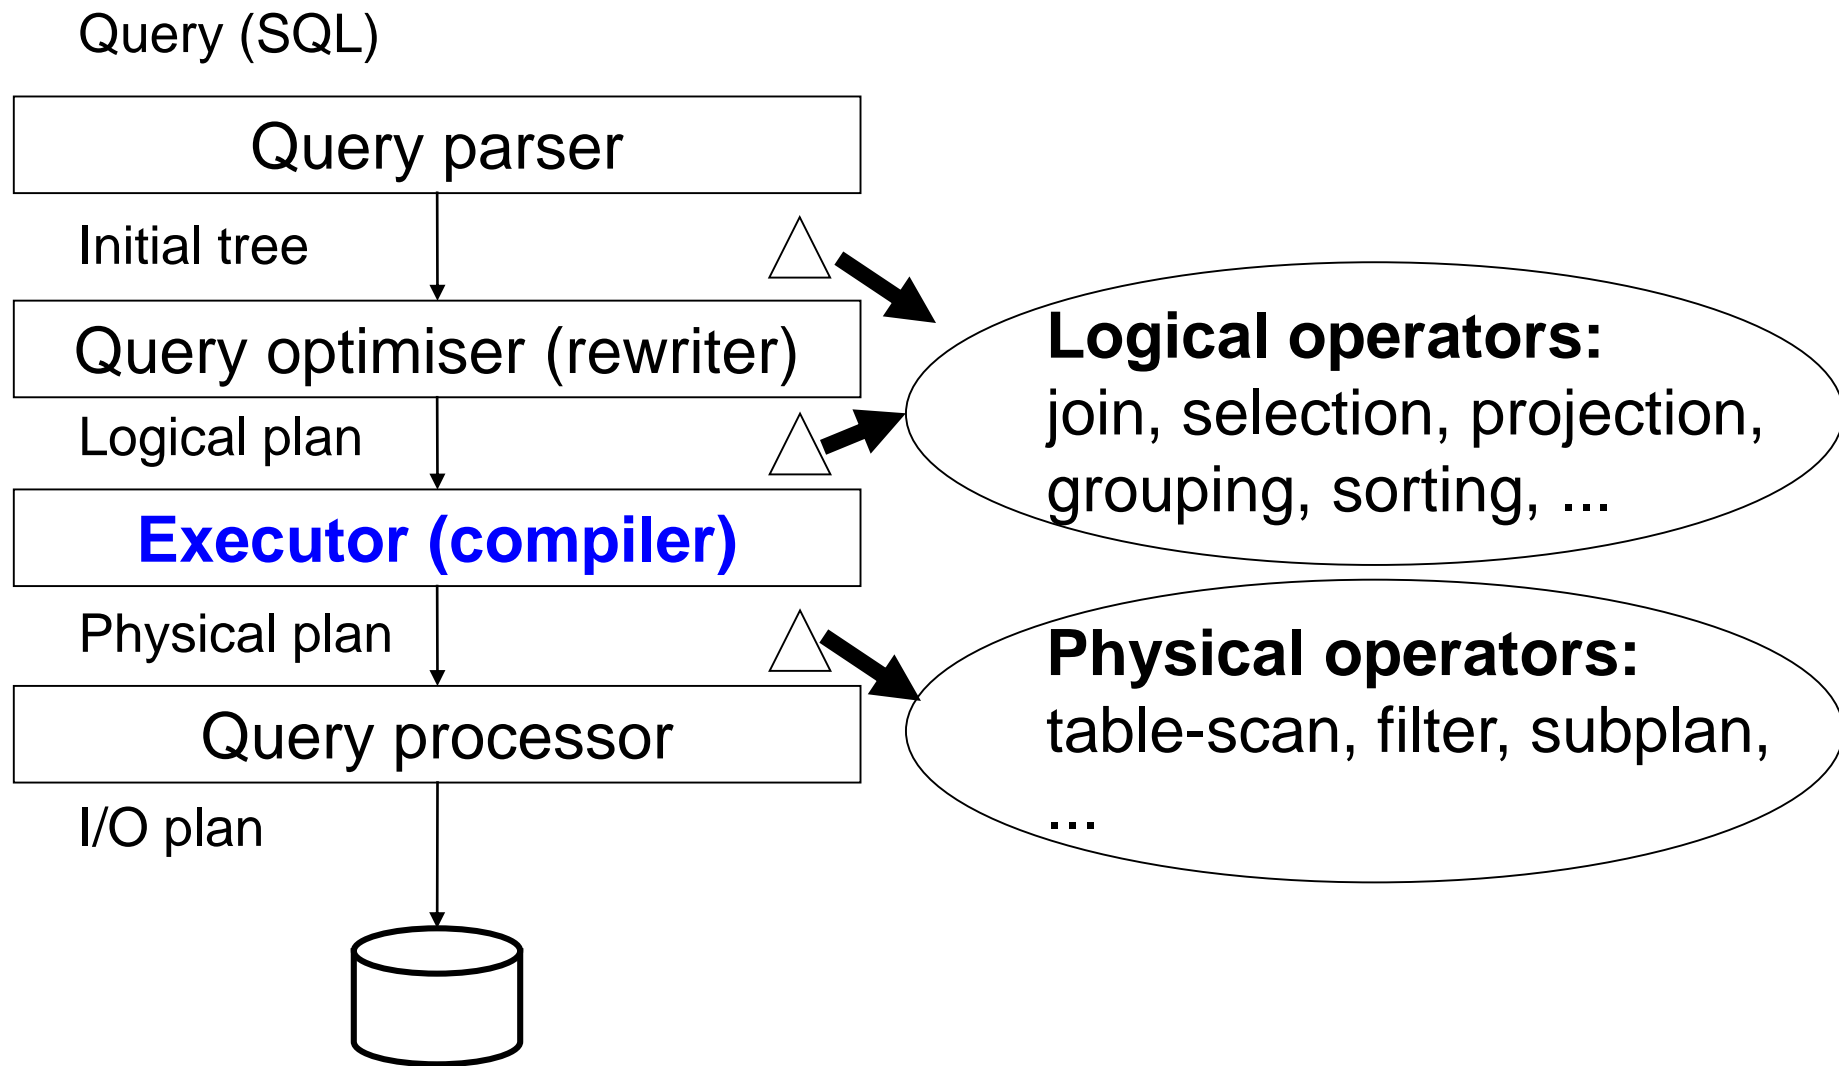 Query (SQL)
Query parser
Initial tree
Query optimiser (rewriter)
Logical plan
Executor (compiler)
Physical plan
Query processor
I/O plan
Logical operators:
join, selection, projection,
grouping, sorting, ...
Physical operators:
table-scan, filter, subplan,
...